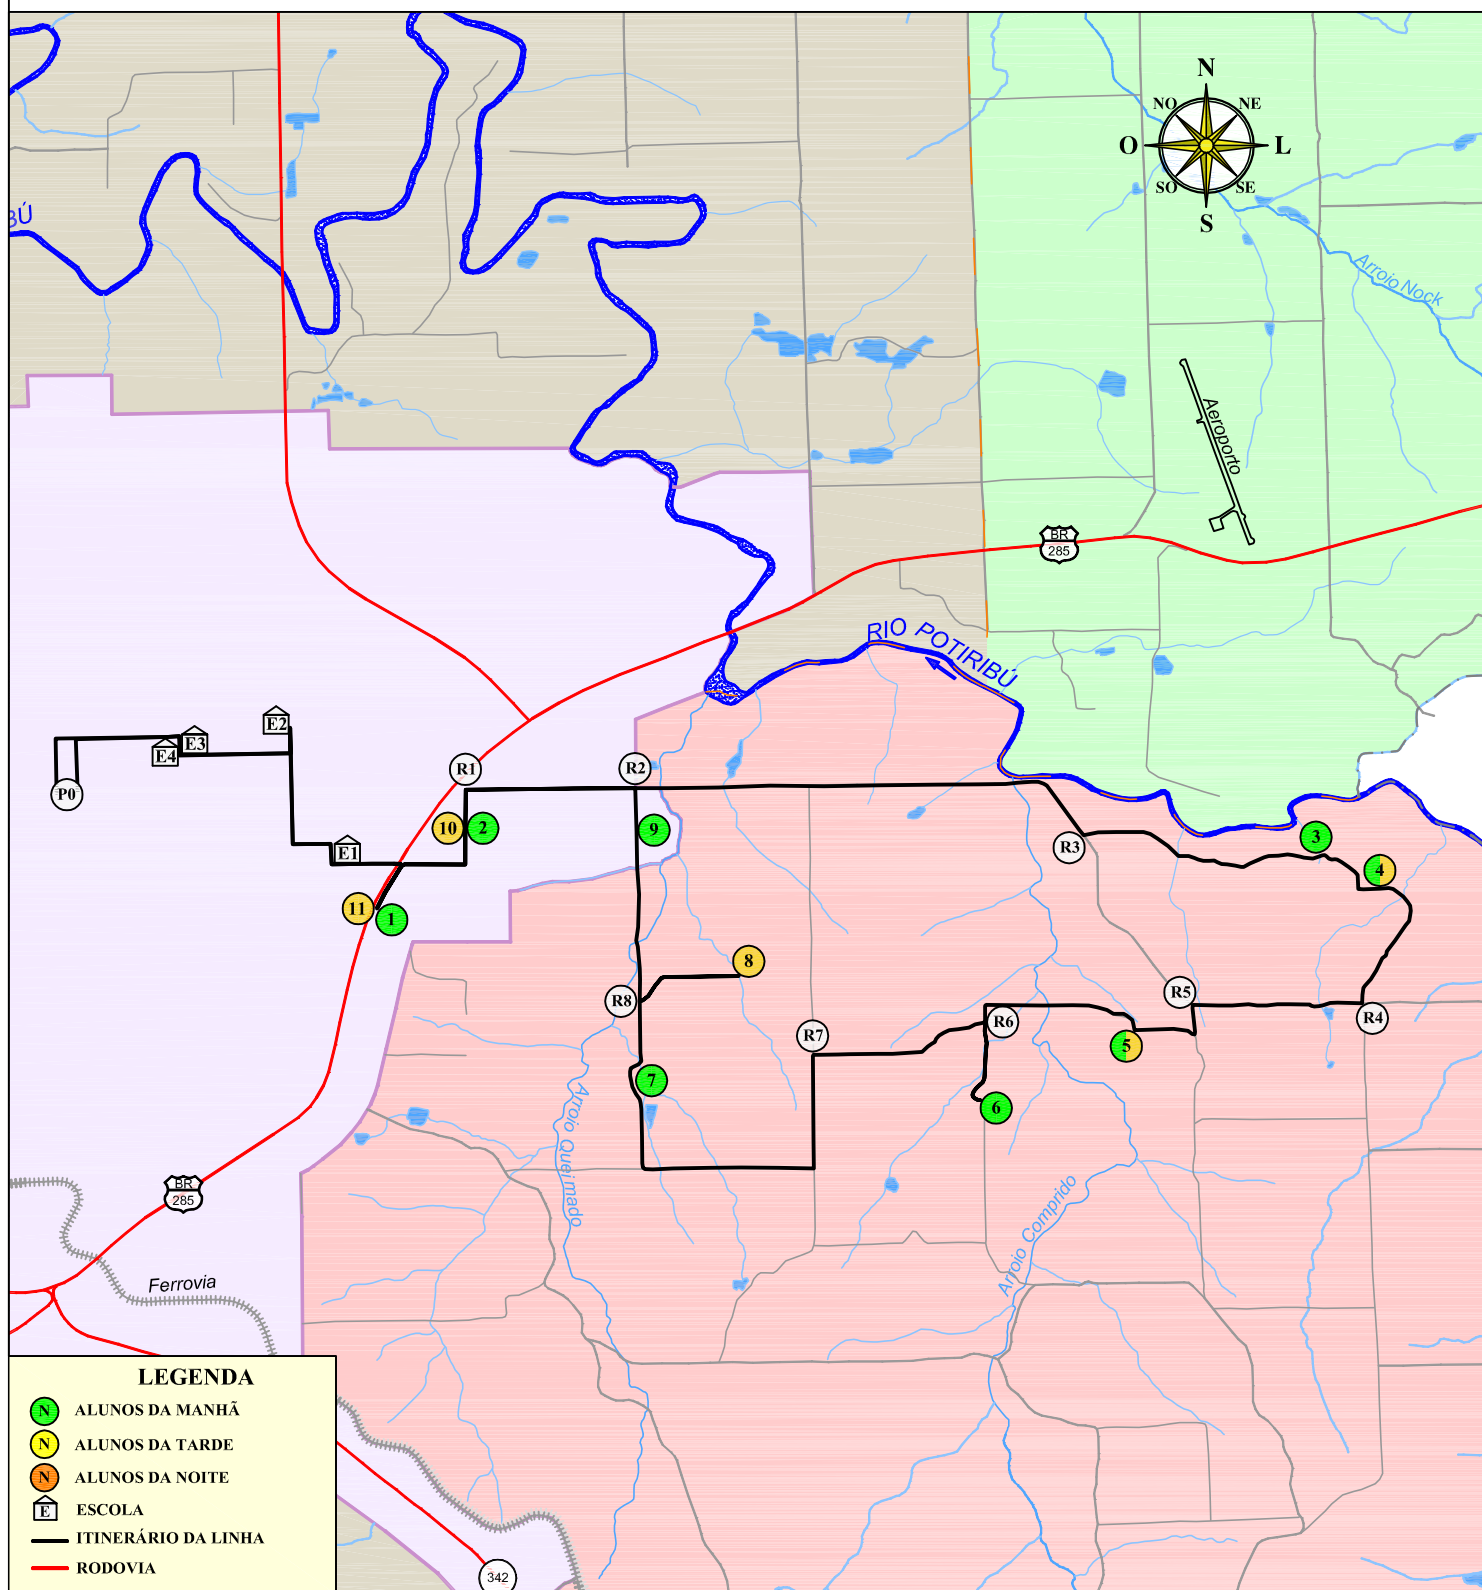 N
NO
NE
O
L
SO
SE
S
BÚ
Arroio Nock
Aeroporto
BR
285
RIO POTIRIBÚ
E2
E3
E4
P0
R1
R2
10
2
9
3
E1
R3
4
11
1
8
R5
R8
R7
R6
R4
5
7
6
Arroio Queimado
Arroio Comprido
BR
285
Ferrovia
LEGENDA
N ALUNOS DA MANHÃ
N ALUNOS DA TARDE
N ALUNOS DA NOITE
E ESCOLA
ITINERÁRIO DA LINHA
RODOVIA
342